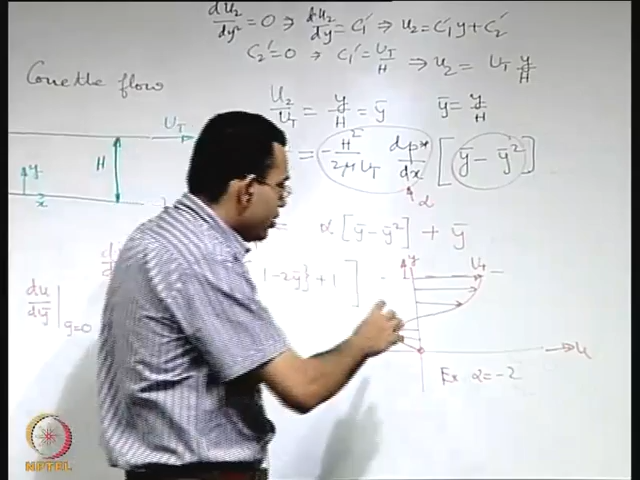 d²u₂/dy² = 0 ⇒ du₂/dy = C₁' ⇒ u₂ = C₁'y + C₂'
C₂' = 0 , C₁' = U_T/H ⇒ u₂ = U_T y/H
Couette flow
u₂/U_T = y/H = ȳ   ȳ = y/H
U_T
H
= -H²/2μU_T dp*/dx [ȳ - ȳ²]
y
x
α
= α[ȳ - ȳ²] + ȳ
1-2ȳ} + 1]
y
U_T
du/dȳ|ȳ=0
u
Ex α = -2
NPTEL